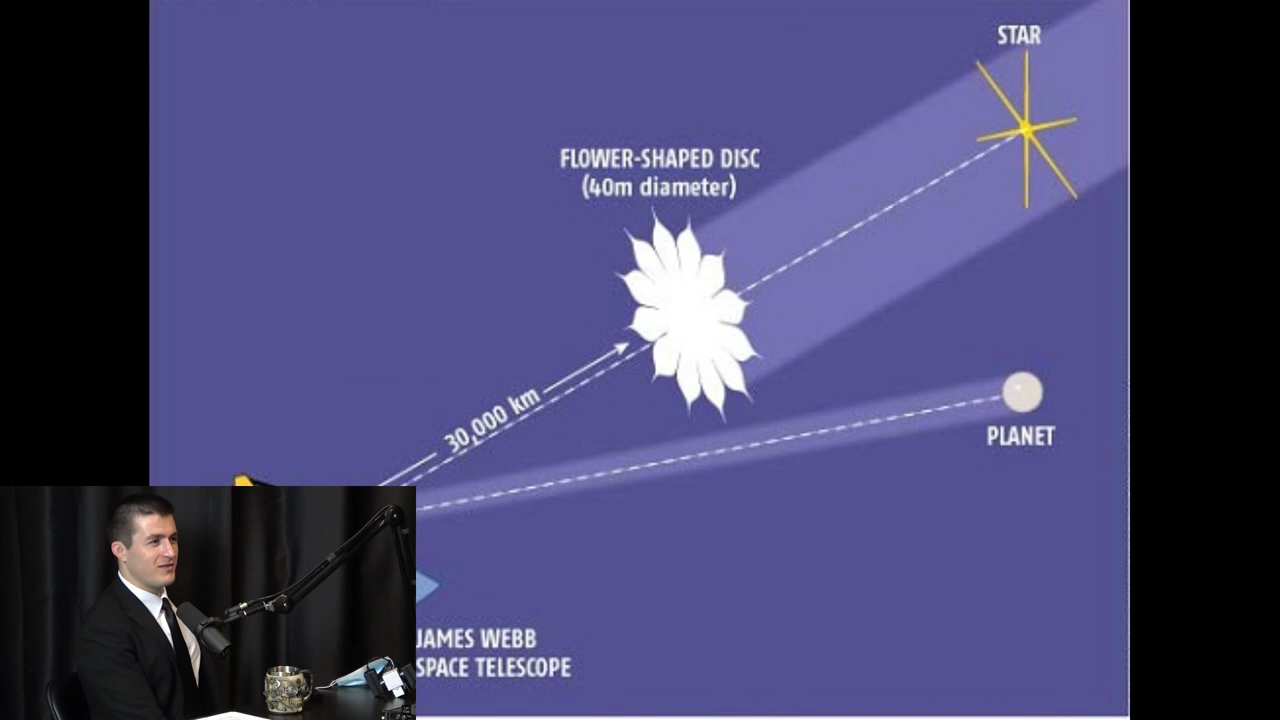 STAR
FLOWER-SHAPED DISC
(40m diameter)
30,000 km
PLANET
JAMES WEBB
SPACE TELESCOPE